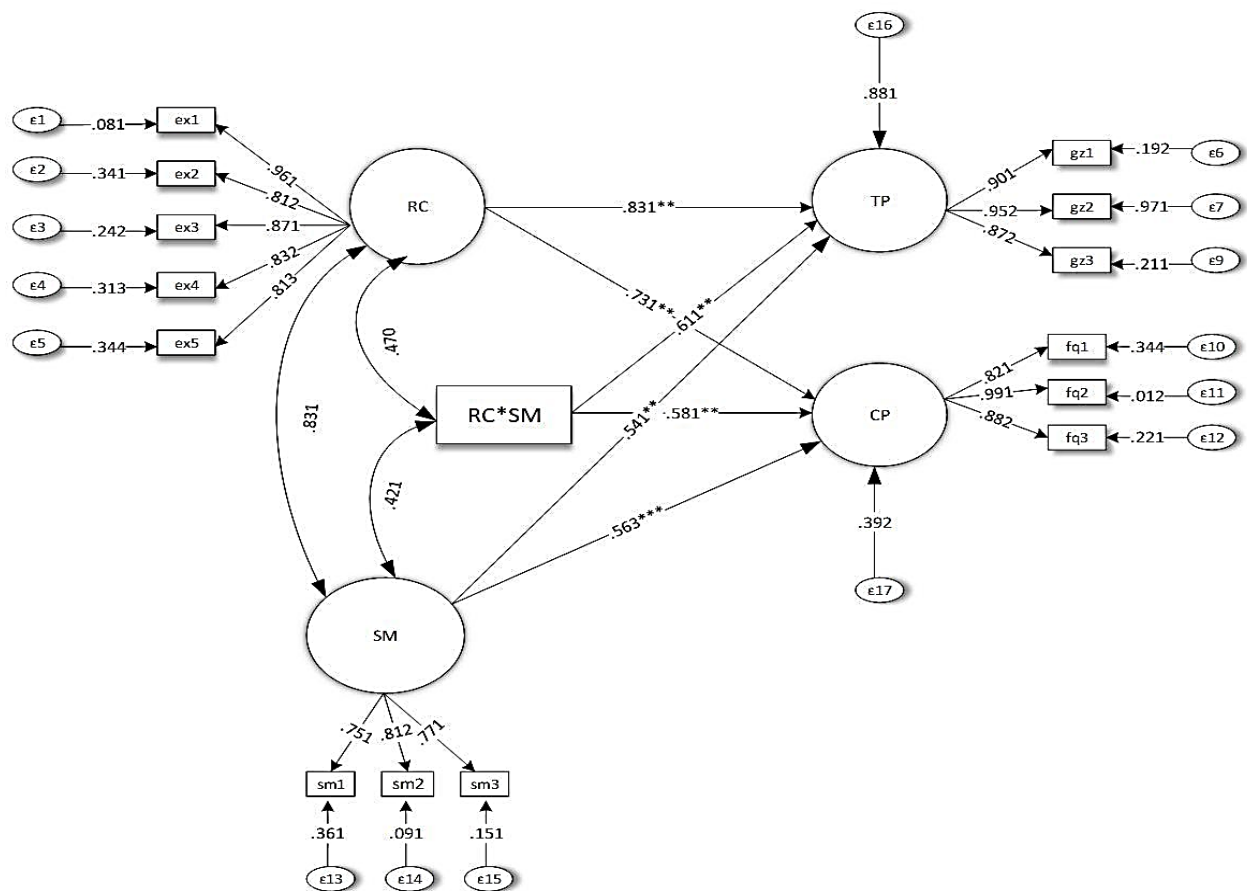 ε16
.881
ε1 .081 ex1
ε2 .341 ex2
ε3 .242 ex3
ε4 .313 ex4
ε5 .344 ex5
.961
.812
.871
.832
.813
RC
TP
.901
.952
.872
gz1 .192 ε6
gz2 .971 ε7
gz3 .211 ε9
.831**
.731**
.611**
.541**
.581**
.563***
.470
.831
.421
RC*SM
CP
.821
.991
.882
fq1 .344 ε10
fq2 .012 ε11
fq3 .221 ε12
.392
ε17
SM
.751 .812 .771
sm1 sm2 sm3
.361 .091 .151
ε13 ε14 ε15